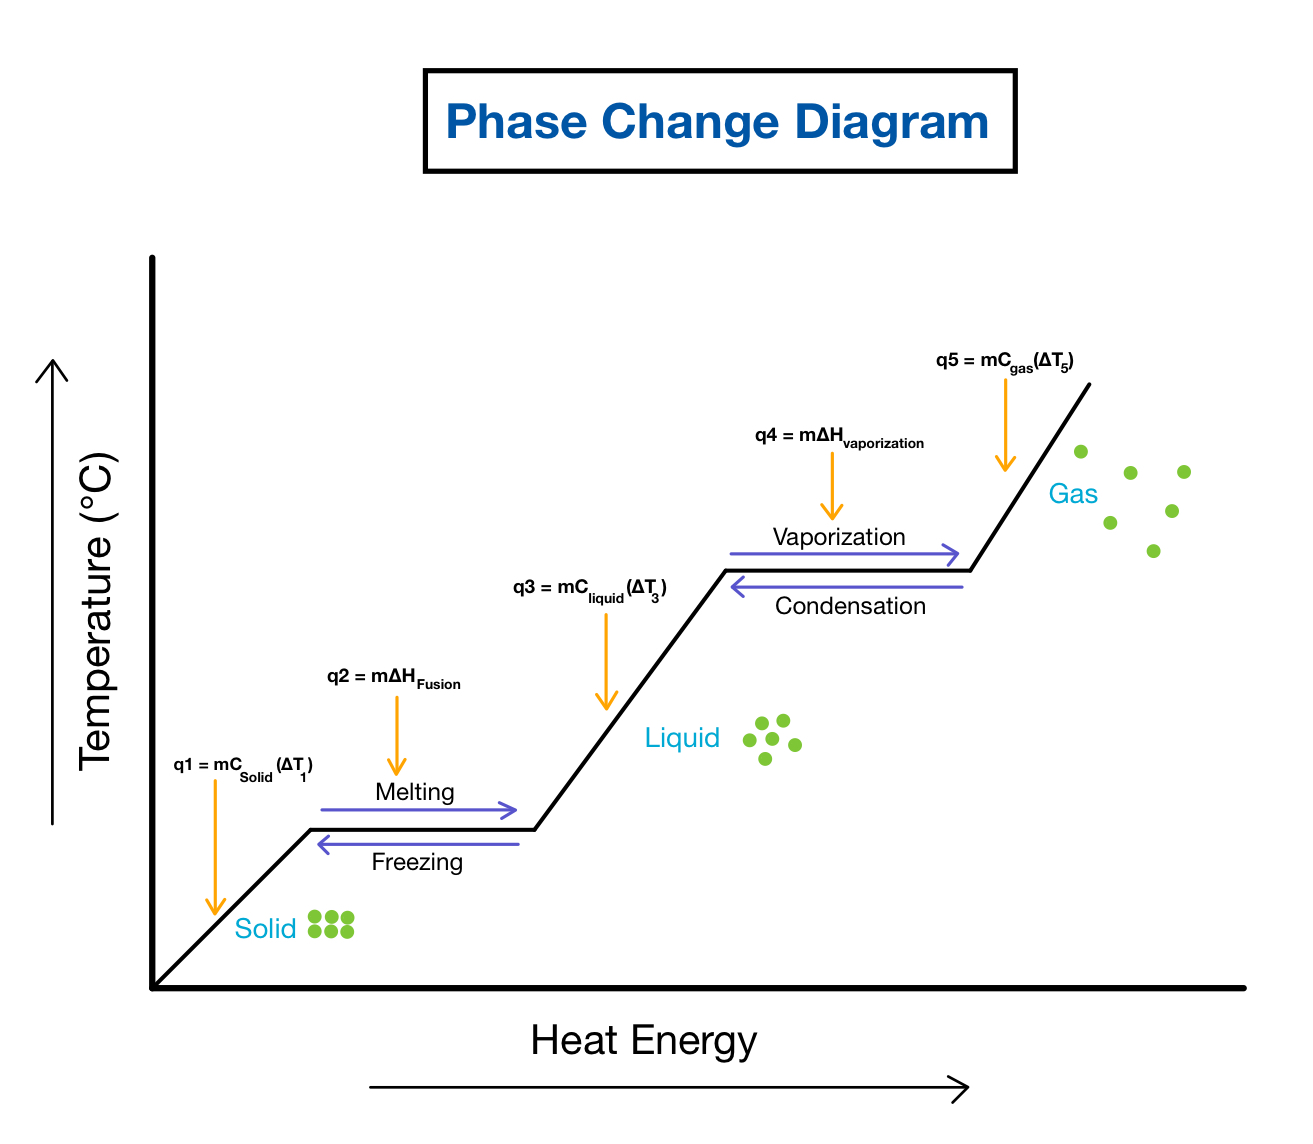 Phase Change Diagram
q5 = mCgas(ΔT5)
q4 = mΔHvaporization
Gas
Vaporization
Condensation
q3 = mCliquid(ΔT3)
q2 = mΔHFusion
Liquid
q1 = mCSolid(ΔT1)
Melting
Freezing
Solid
Temperature (°C)
Heat Energy